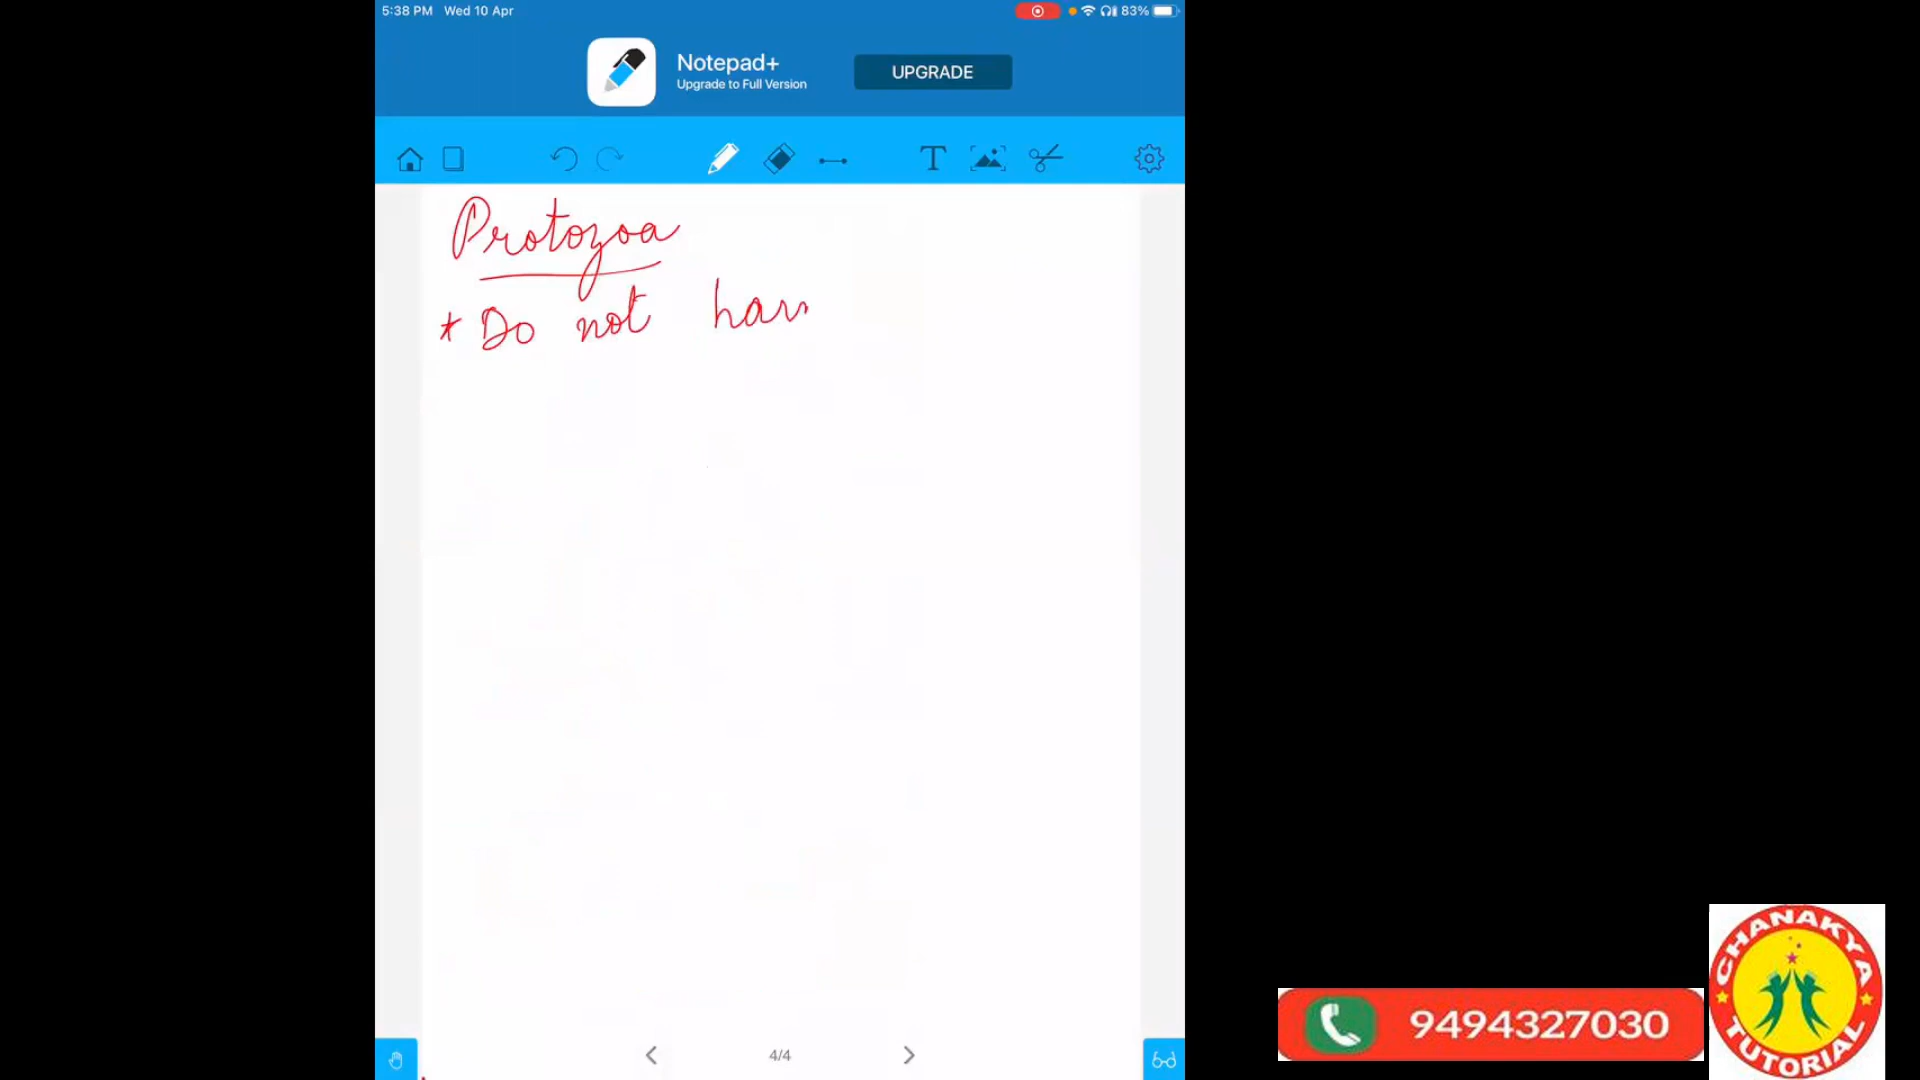 5:38 PM Wed 10 Apr
83%
Notepad+
Upgrade to Full Version
UPGRADE
T
Protozoa
* Do not
4/4
9494327030
CHANAKYA
TUTORIAL